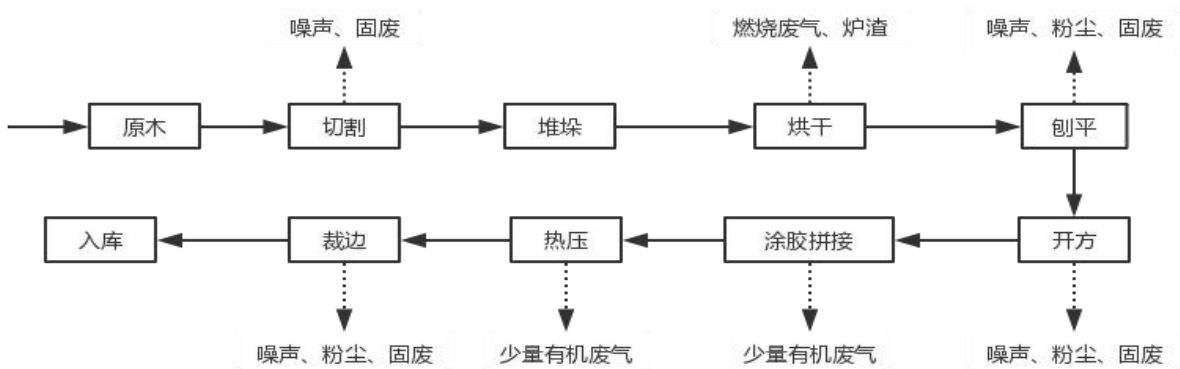 噪声、固废
燃烧废气、炉渣
噪声、粉尘、固废
原木
切割
堆垛
烘干
刨平
入库
裁边
热压
涂胶拼接
开方
噪声、粉尘、固废
少量有机废气
少量有机废气
噪声、粉尘、固废